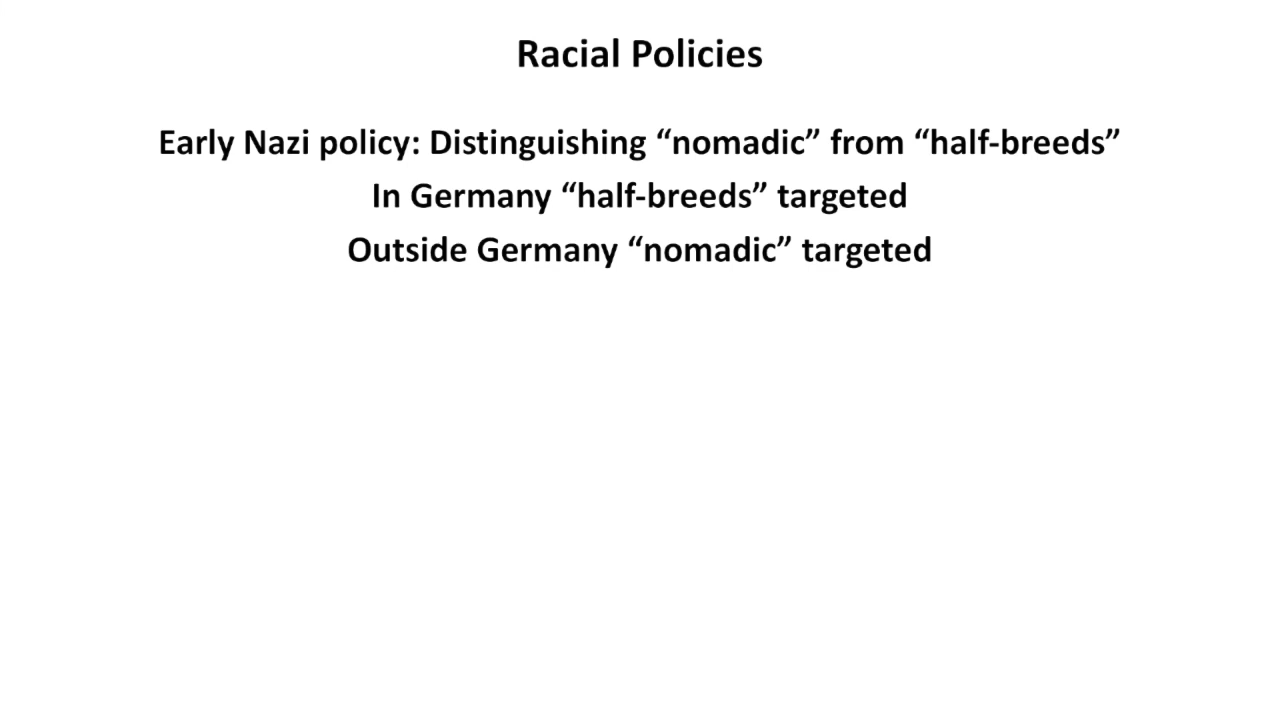 Racial Policies
Early Nazi policy: Distinguishing “nomadic” from “half-breeds”
In Germany “half-breeds” targeted
Outside Germany “nomadic” targeted